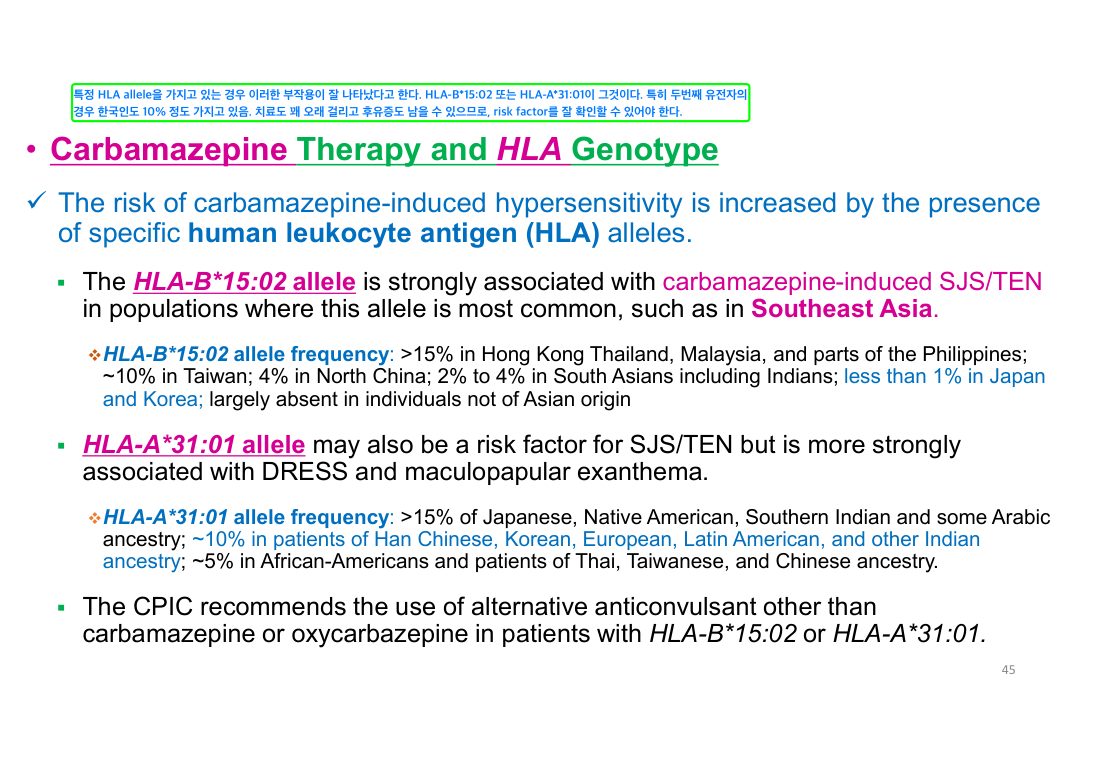 특정 HLA allele을 가지고 있는 경우 이러한 부작용이 잘 나타났다고 한다. HLA-B*15:02 또는 HLA-A*31:01이 그것이다. 특히 두번째 유전자의
경우 한국인도 10% 정도 가지고 있음. 치료도 꽤 오래 걸리고 후유증도 남을 수 있으므로, risk factor를 잘 확인할 수 있어야 한다.
• Carbamazepine Therapy and HLA Genotype
✓ The risk of carbamazepine-induced hypersensitivity is increased by the presence
of specific human leukocyte antigen (HLA) alleles.
▪ The HLA-B*15:02 allele is strongly associated with carbamazepine-induced SJS/TEN
in populations where this allele is most common, such as in Southeast Asia.
❖HLA-B*15:02 allele frequency: >15% in Hong Kong Thailand, Malaysia, and parts of the Philippines;
~10% in Taiwan; 4% in North China; 2% to 4% in South Asians including Indians; less than 1% in Japan
and Korea; largely absent in individuals not of Asian origin
▪ HLA-A*31:01 allele may also be a risk factor for SJS/TEN but is more strongly
associated with DRESS and maculopapular exanthema.
❖HLA-A*31:01 allele frequency: >15% of Japanese, Native American, Southern Indian and some Arabic
ancestry; ~10% in patients of Han Chinese, Korean, European, Latin American, and other Indian
ancestry; ~5% in African-Americans and patients of Thai, Taiwanese, and Chinese ancestry.
▪ The CPIC recommends the use of alternative anticonvulsant other than
carbamazepine or oxycarbazepine in patients with HLA-B*15:02 or HLA-A*31:01.
45